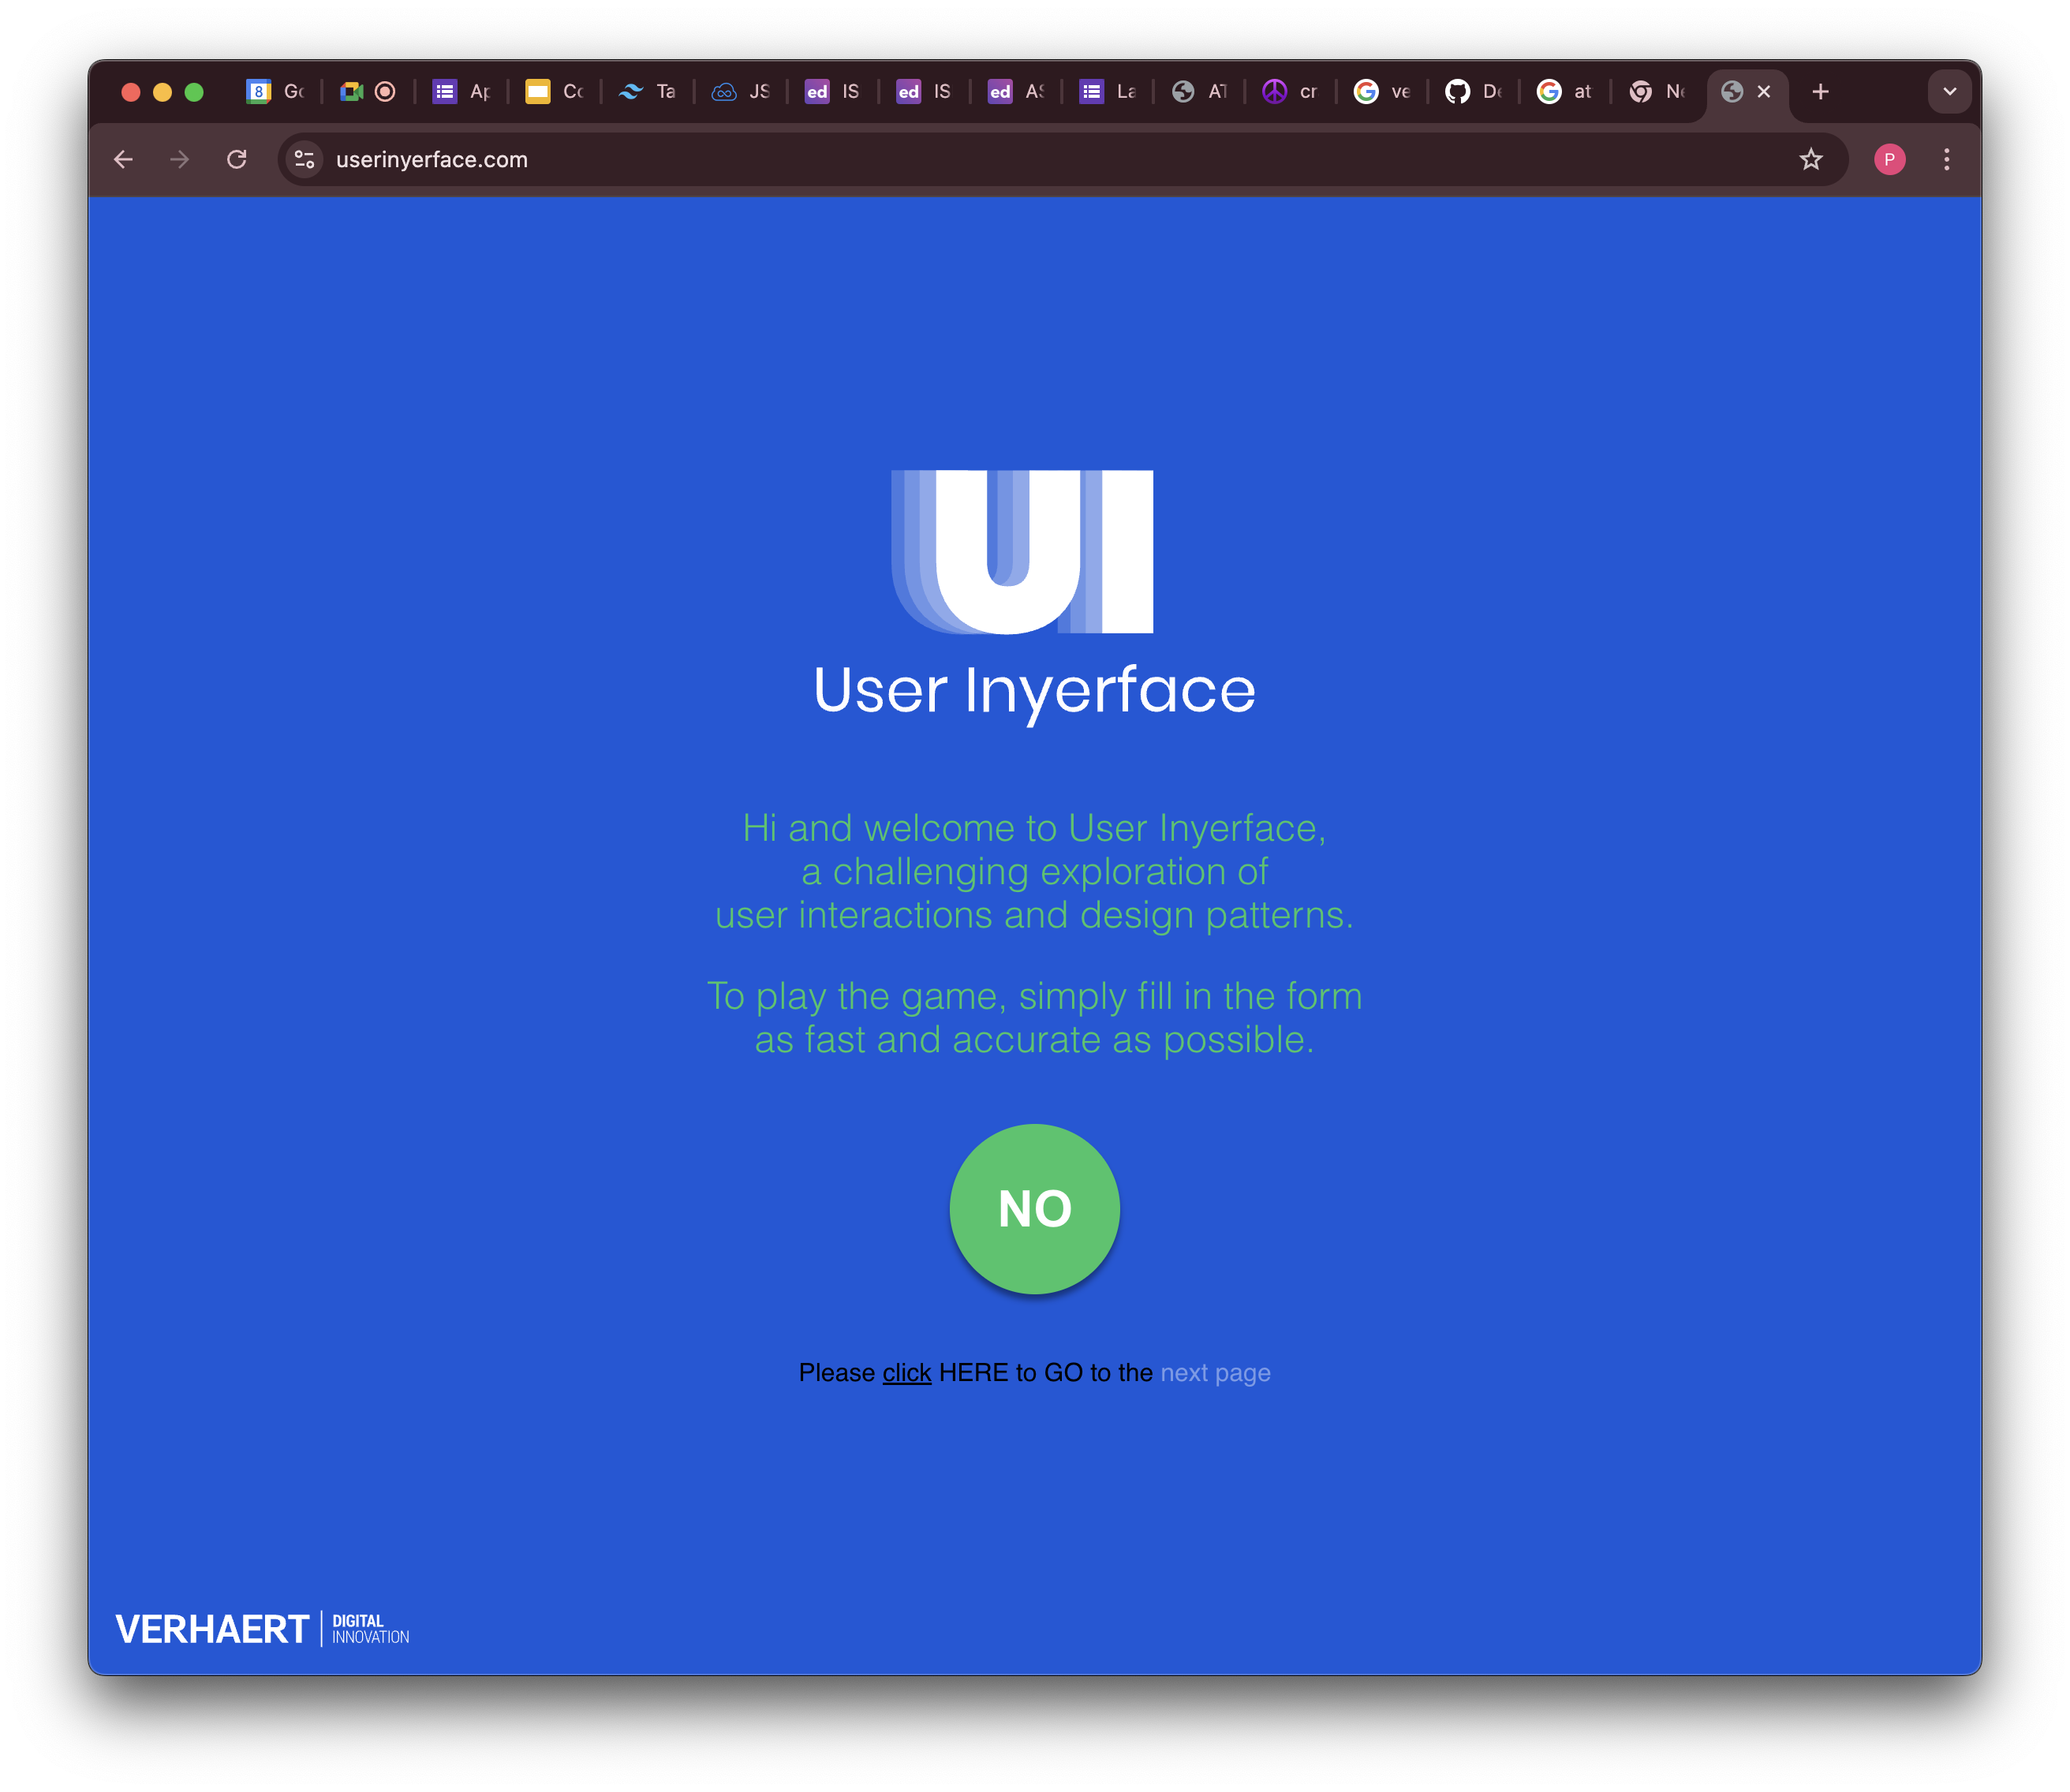 Go
Ap
Co
Ta
JS
ed IS
ed IS
ed AS
La
AT
cr
ve
De
at
Ne
userinyerface.com
P
UI
User Inyerface
Hi and welcome to User Inyerface,
a challenging exploration of
user interactions and design patterns.
To play the game, simply fill in the form
as fast and accurate as possible.
NO
Please click HERE to GO to the next page
VERHAERT
DIGITAL
INNOVATION